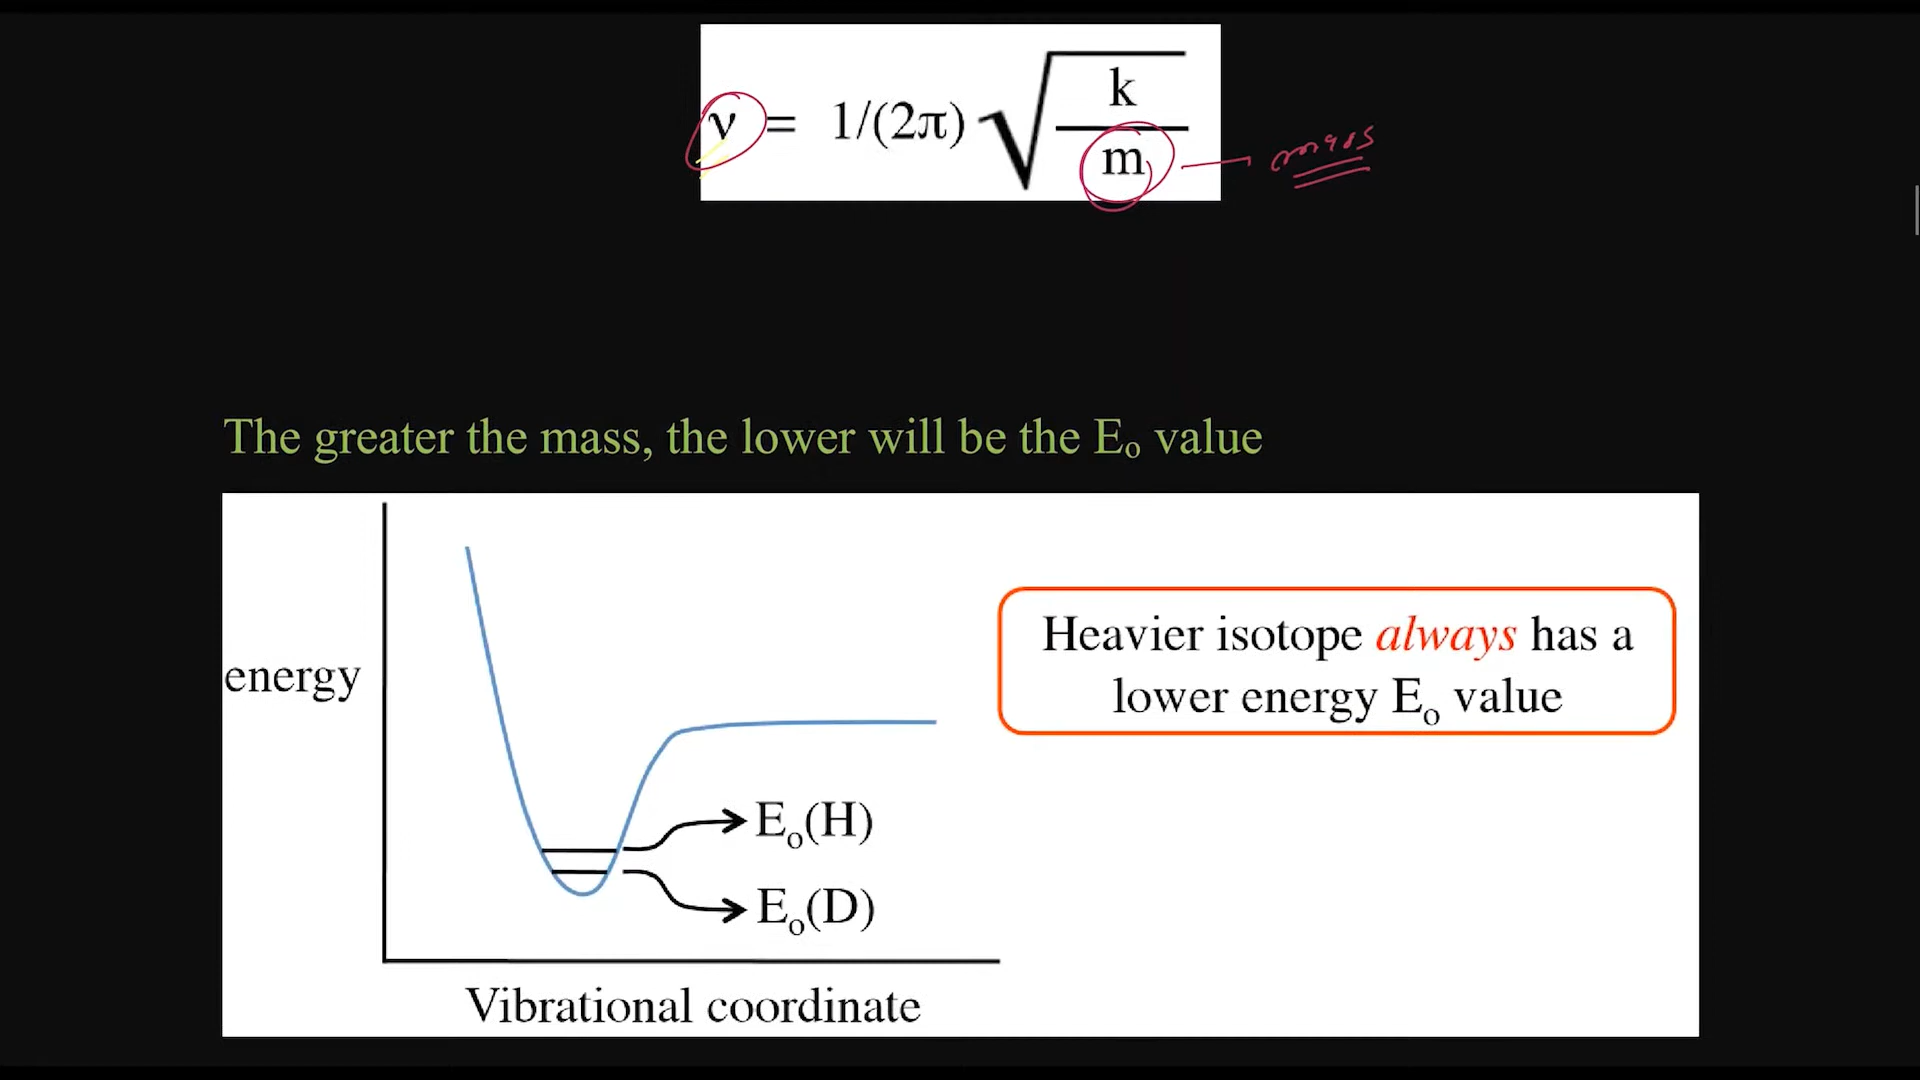 ν = 1/(2π) √ k
m
mass
The greater the mass, the lower will be the Eₒ value
Heavier isotope always has a
lower energy Eₒ value
energy
Eₒ(H)
Eₒ(D)
Vibrational coordinate